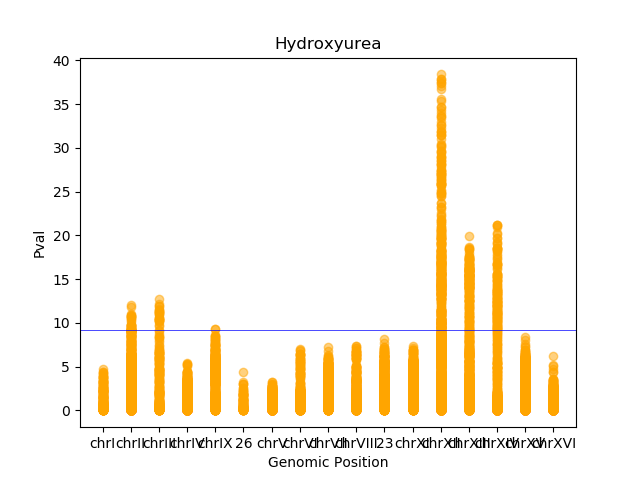 Hydroxyurea
40
35
30
25
20
15
10
5
0
Pval
chrI chrII chrIII chrIV chrIX 26 chrV chrVI chrVII chrVIII 23 chrXI chrXII chrXIII chrXIV chrXV chrXVI
Genomic Position